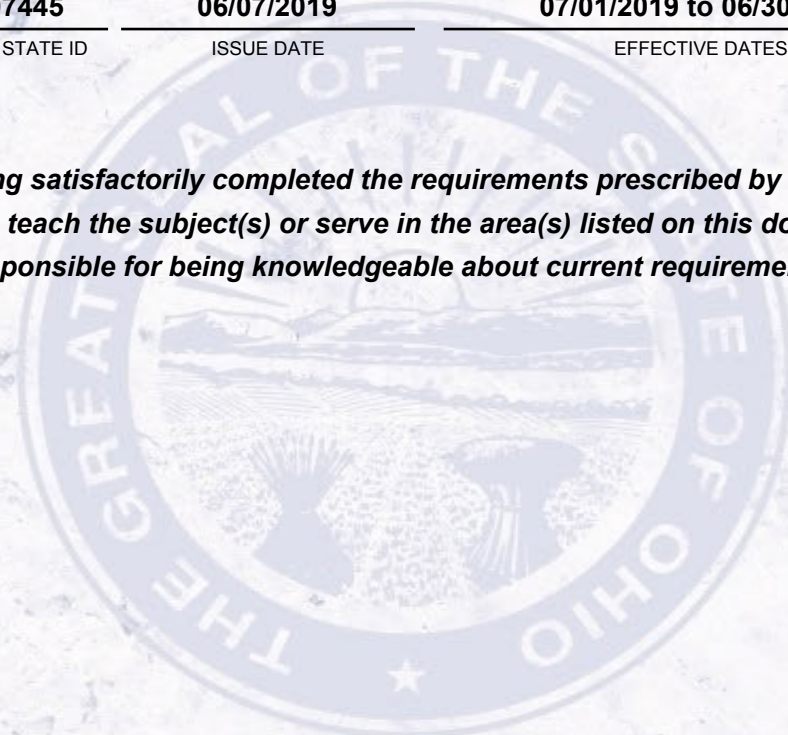 7445 06/07/2019 07/01/2019 to 06/30
STATE ID ISSUE DATE EFFECTIVE DATES
ng satisfactorily completed the requirements prescribed by
teach the subject(s) or serve in the area(s) listed on this do
ponsible for being knowledgeable about current requireme
THE GREAT SEAL OF THE STATE OF OHIO